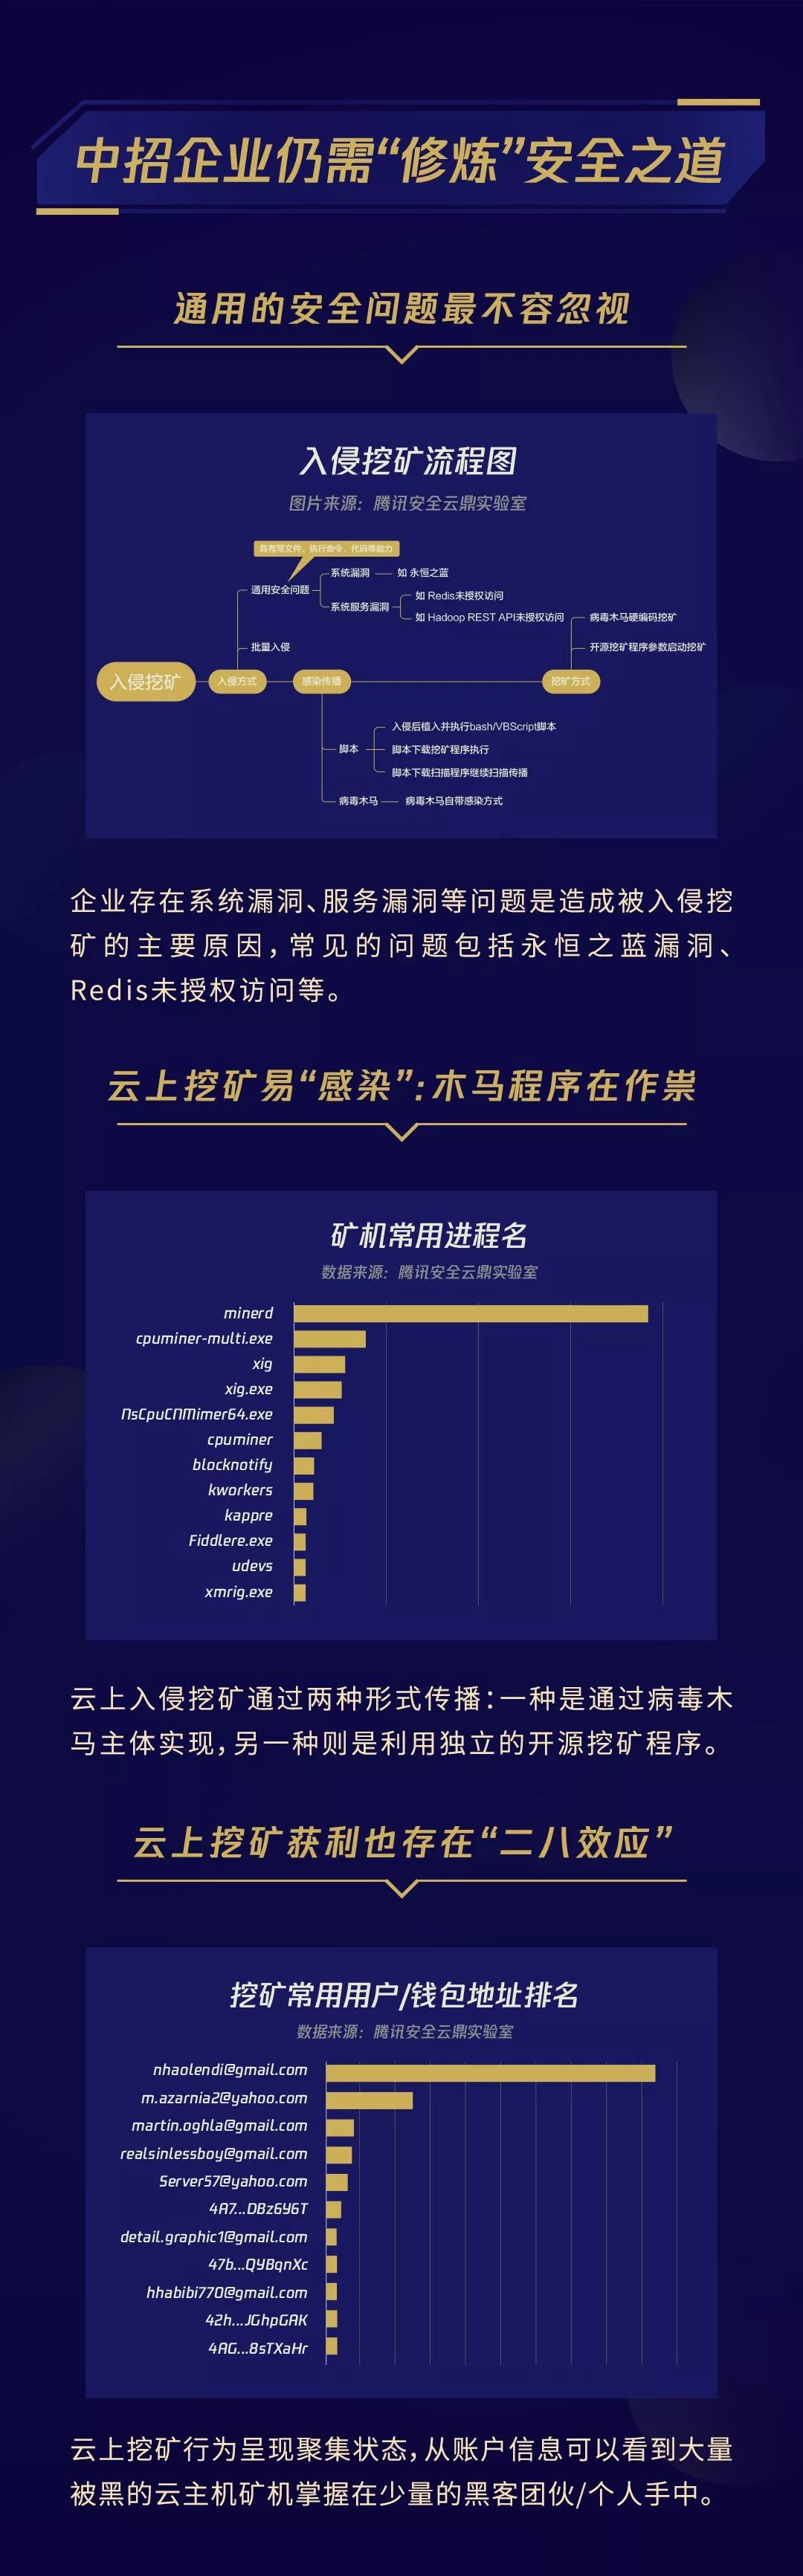 中招企业仍需“修炼”安全之道
通用的安全问题最不容忽视
入侵挖矿流程图
图片来源：腾讯安全云鼎实验室
具有写文件、执行命令、代码等能力
系统漏洞
如 永恒之蓝
通用安全问题
如 Redis未授权访问
系统服务漏洞
如 Hadoop REST API未授权访问
病毒木马硬编码挖矿
批量入侵
开源挖矿程序参数启动挖矿
入侵挖矿
入侵方式
感染传播
挖矿方式
入侵后植入并执行bash/VBScript脚本
脚本
脚本下载挖矿程序执行
脚本下载扫描程序继续扫描传播
病毒木马
病毒木马自带感染方式
企业存在系统漏洞、服务漏洞等问题是造成被入侵挖
矿的主要原因，常见的问题包括永恒之蓝漏洞、
Redis未授权访问等。
云上挖矿易“感染”：木马程序在作祟
矿机常用进程名
数据来源：腾讯安全云鼎实验室
minerd
cpuminer-multi.exe
xig
xig.exe
NsCpuCNMimer64.exe
cpuminer
blocknotify
kworkers
kappre
Fiddlere.exe
udevs
xmrig.exe
云上入侵挖矿通过两种形式传播：一种是通过病毒木
马主体实现，另一种则是利用独立的开源挖矿程序。
云上挖矿获利也存在“二八效应”
挖矿常用用户/钱包地址排名
数据来源：腾讯安全云鼎实验室
nhaolendi@gmail.com
m.azarnia2@yahoo.com
martin.oghla@gmail.com
realsinlessboy@gmail.com
Server57@yahoo.com
4A7...DBz6Y6T
detail.graphic1@gmail.com
47b...QYBqnXc
hhabibi770@gmail.com
42h...JGhpGAK
4AG...8sTXaHr
云上挖矿行为呈现聚集状态，从账户信息可以看到大量
被黑的云主机矿机掌握在少量的黑客团伙/个人手中。